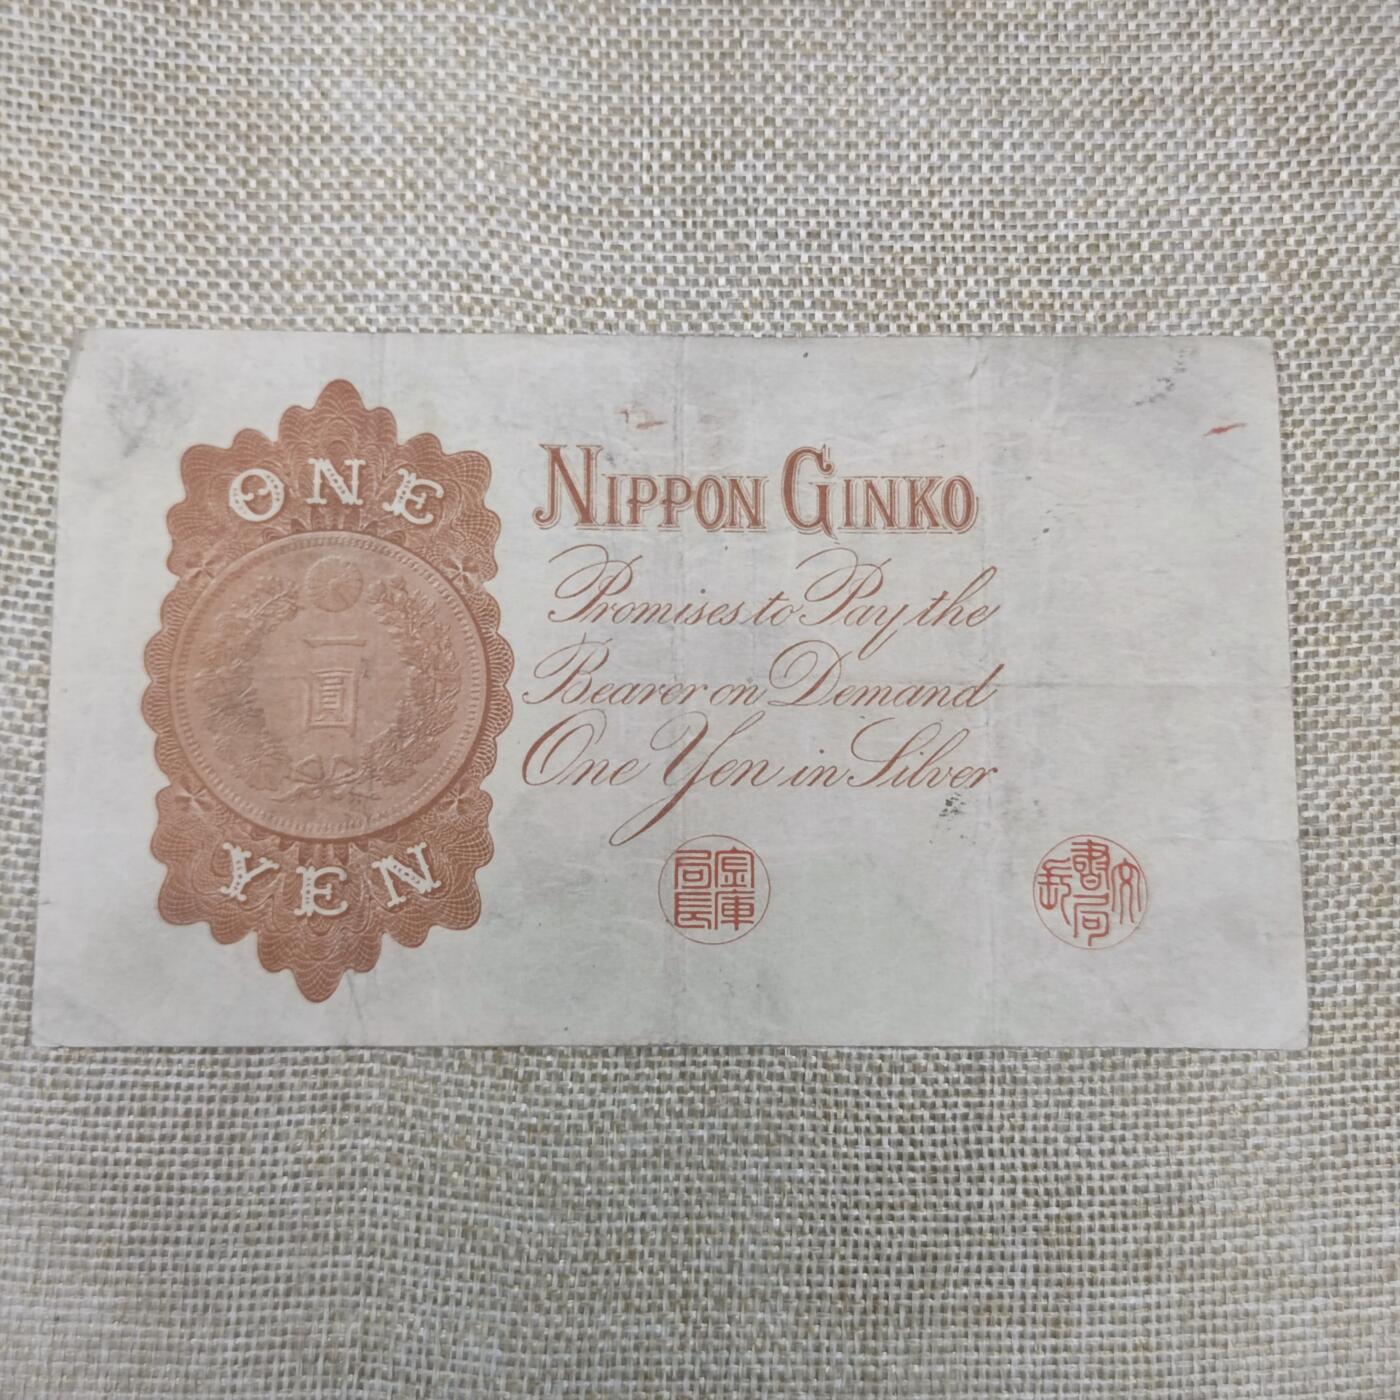 ONE
一
圓
YEN
NIPPON GINKO
Promises to Pay the
Bearer on Demand
One Yen in Silver
金庫局長
文書局長